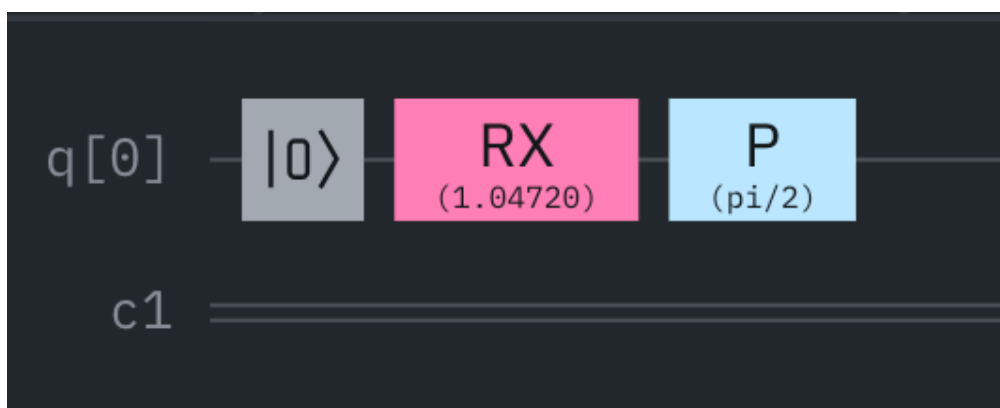 q[0] |0⟩ RX P
(1.04720) (pi/2)
c1